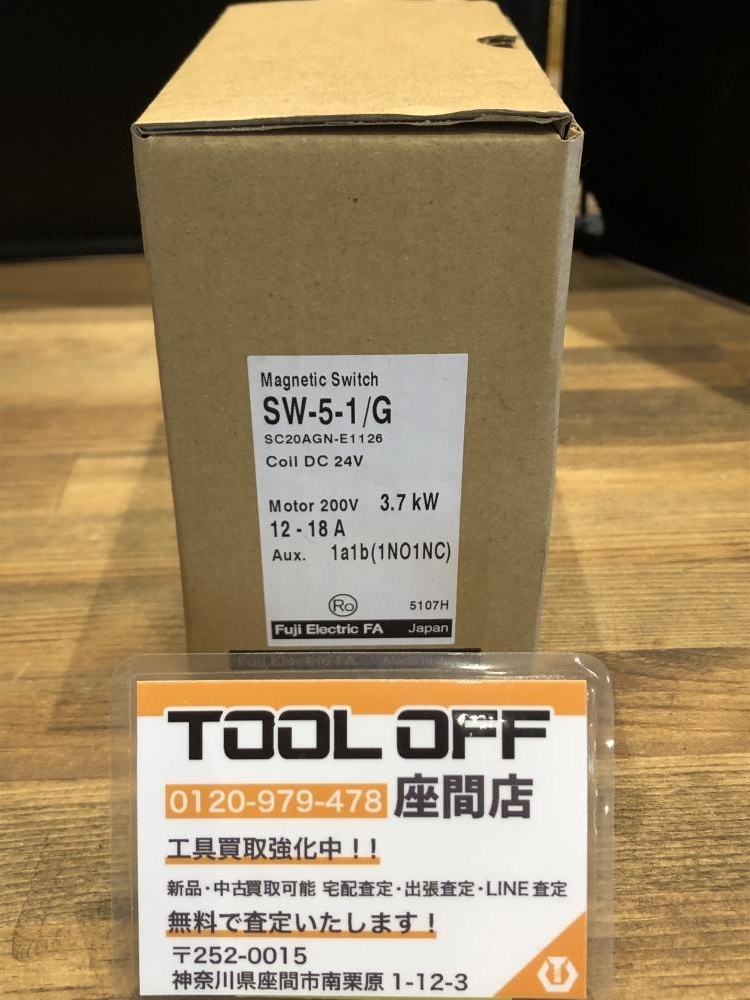 Magnetic Switch
SW-5-1/G
SC20AGN-E1126
Coil DC 24V
Motor 200V 3.7 kW
12 - 18 A
Aux. 1a1b(1NO1NC)
Ro 5107H
Fuji Electric FA Japan
Fuji Electric FA
TOOL OFF
0120-979-478 座間店
工具買取強化中！！
新品・中古買取可能 宅配査定・出張査定・LINE査定
無料で査定いたします！
〒252-0015
神奈川県座間市南栗原 1-12-3